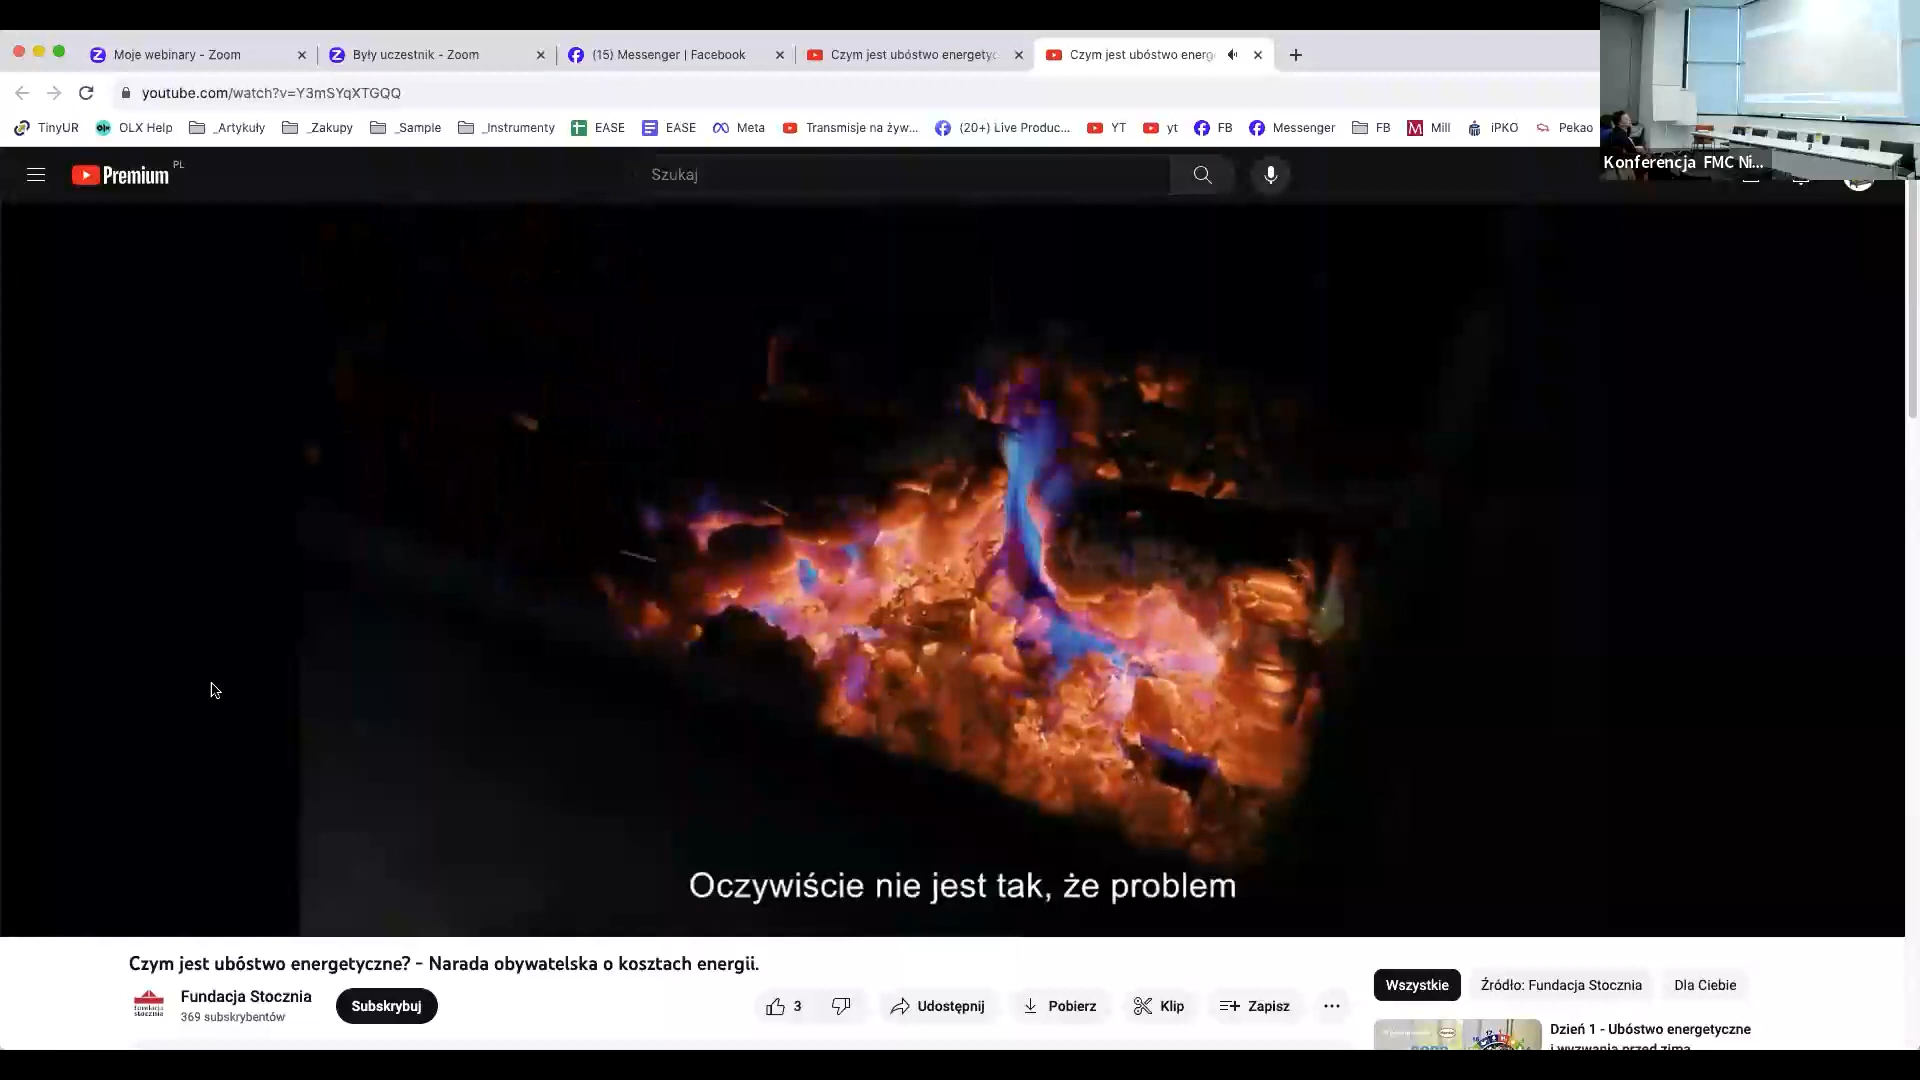 Moje webinary - Zoom
Były uczestnik - Zoom
(15) Messenger | Facebook
Czym jest ubóstwo energetyc
Czym jest ubóstwo energ
youtube.com/watch?v=Y3mSYqXTGQQ
TinyUR
OLX Help
_Artykuły
_Zakupy
_Sample
_Instrumenty
EASE
EASE
Meta
Transmisje na żyw...
(20+) Live Produc...
YT
yt
FB
Messenger
FB
Mill
iPKO
Pekao
Konferencja FMC Ni...
Premium PL
Szukaj
Oczywiście nie jest tak, że problem
Czym jest ubóstwo energetyczne? - Narada obywatelska o kosztach energii.
Fundacja Stocznia
369 subskrybentów
Subskrybuj
3
Udostępnij
Pobierz
Klip
Zapisz
Wszystkie
Źródło: Fundacja Stocznia
Dla Ciebie
Dzień 1 - Ubóstwo energetyczne
i wyzwania przed zimą